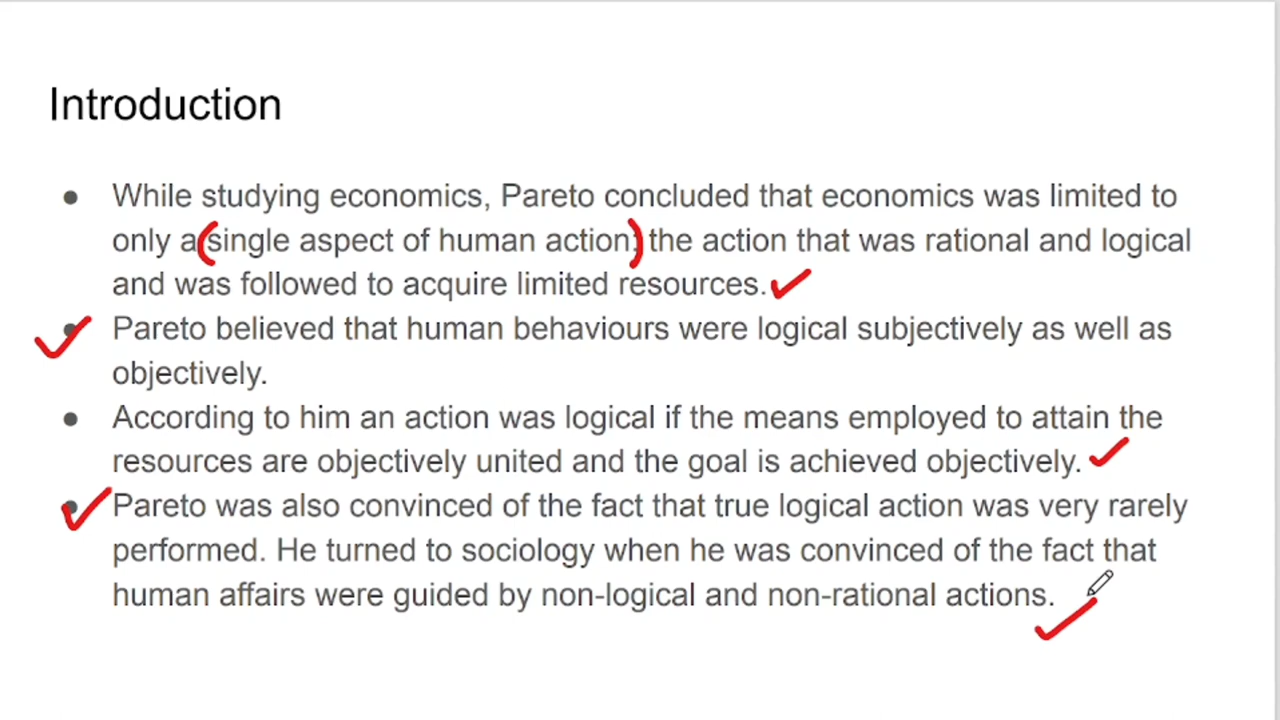 Introduction
● While studying economics, Pareto concluded that economics was limited to
only a single aspect of human action; the action that was rational and logical
and was followed to acquire limited resources.
● Pareto believed that human behaviours were logical subjectively as well as
objectively.
● According to him an action was logical if the means employed to attain the
resources are objectively united and the goal is achieved objectively.
● Pareto was also convinced of the fact that true logical action was very rarely
performed. He turned to sociology when he was convinced of the fact that
human affairs were guided by non-logical and non-rational actions.